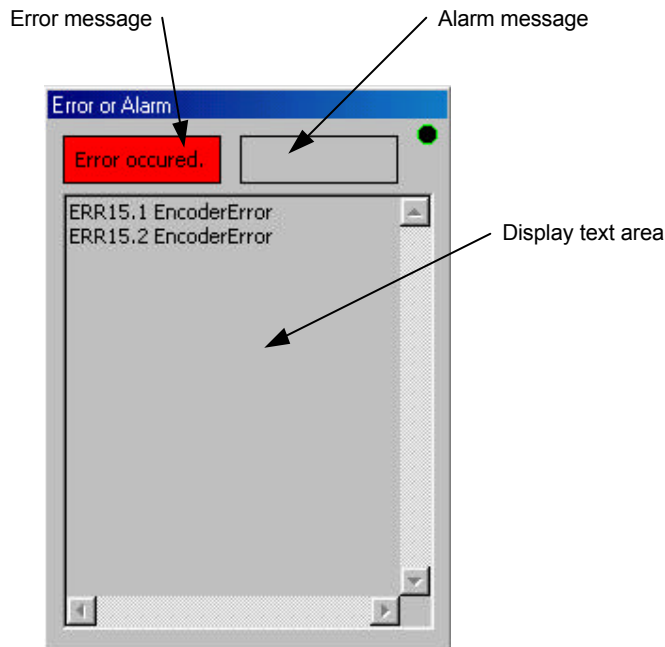 Error message
Alarm message
Error or Alarm
Error occured.
ERR15.1 EncoderError
ERR15.2 EncoderError
Display text area